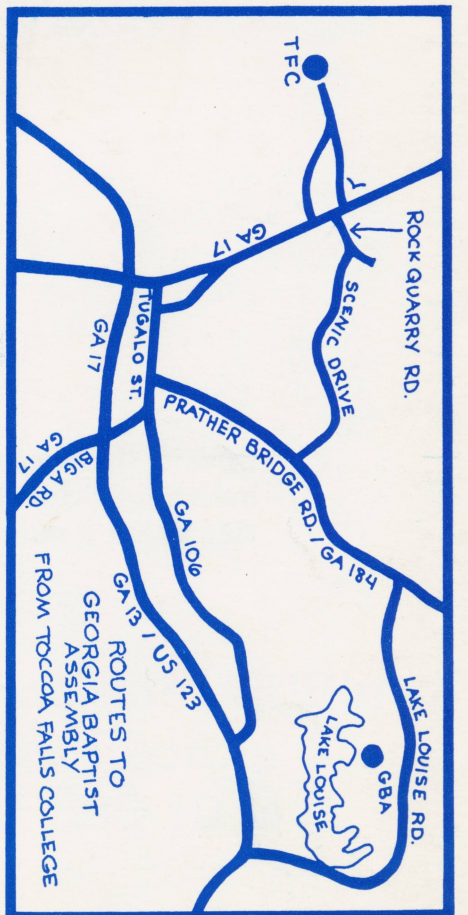 TFC
ROCK QUARRY RD.
GA 17
SCENIC DRIVE
TUGALO ST.
GA 17
PRATHER BRIDGE RD. / GA 184
BIGA RD.
GA 17
GA 106
GA 13 / US 123
LAKE LOUISE RD.
GBA
LAKE LOUISE
ROUTES TO
GEORGIA BAPTIST
ASSEMBLY
FROM TOCCOA FALLS COLLEGE